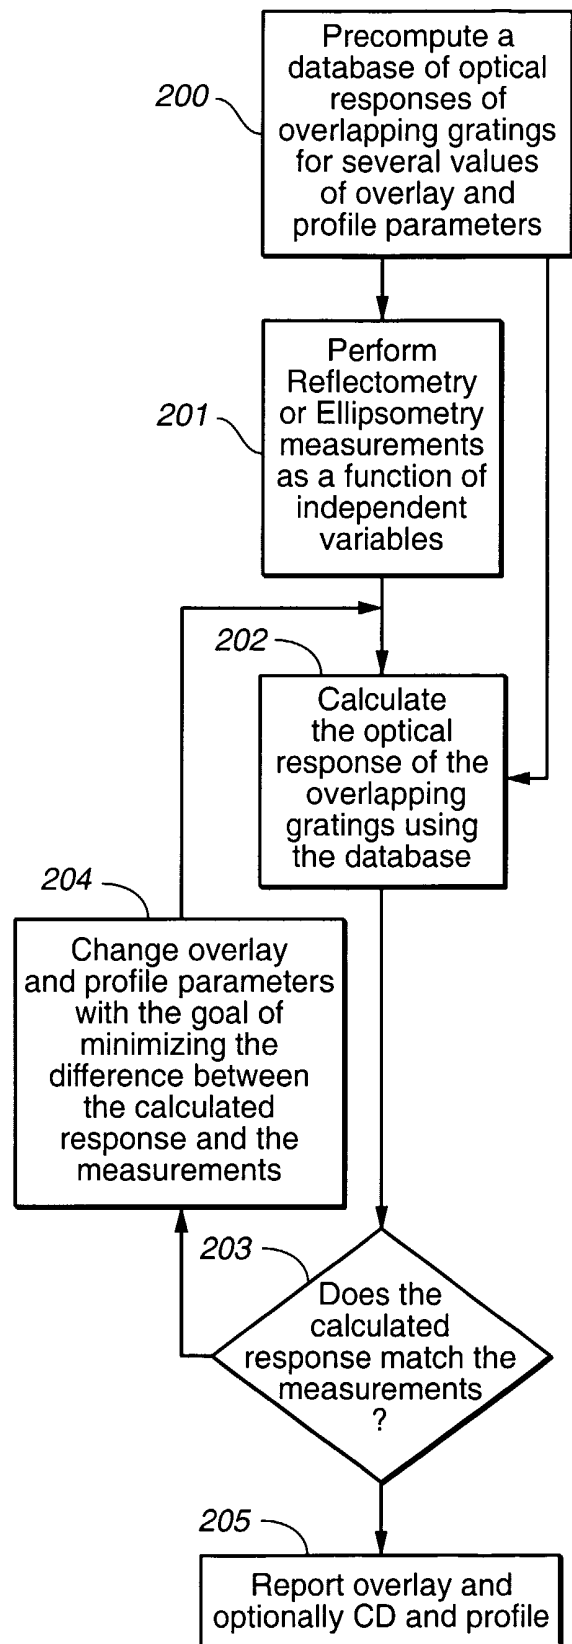 200
Precompute a
database of optical
responses of
overlapping gratings
for several values
of overlay and
profile parameters
201
Perform
Reflectometry
or Ellipsometry
measurements
as a function of
independent
variables
202
Calculate
the optical
response of the
overlapping
gratings using
the database
204
Change overlay
and profile parameters
with the goal of
minimizing the
difference between
the calculated
response and the
measurements
203
Does the
calculated
response match the
measurements
?
205
Report overlay and
optionally CD and profile